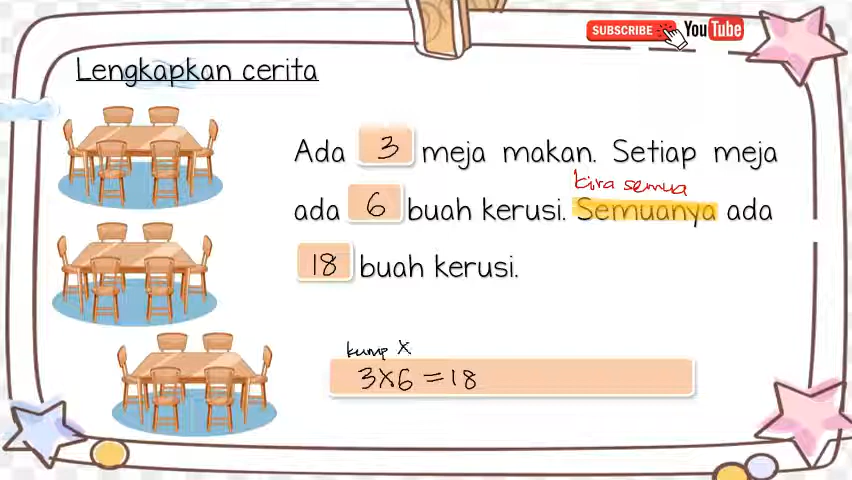 SUBSCRIBE YouTube
Lengkapkan cerita
Ada 3 meja makan. Setiap meja
kira semua
ada 6 buah kerusi. Semuanya ada
18 buah kerusi.
kump X
3X6 = 18